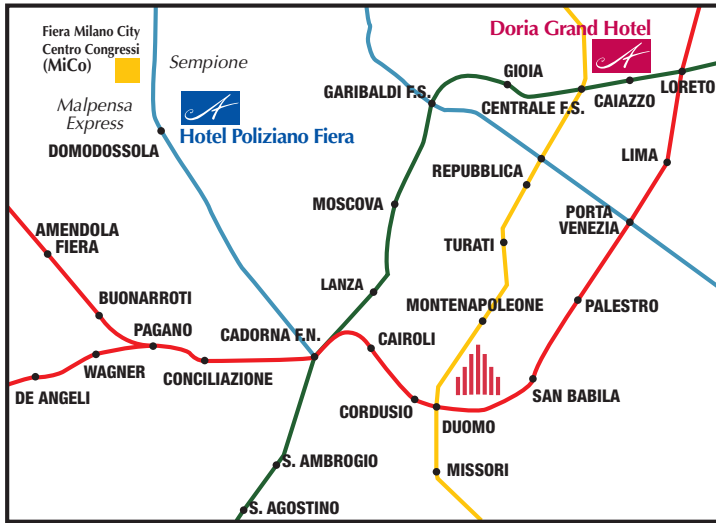 Fiera Milano City
Centro Congressi
(MiCo)
Sempione
Doria Grand Hotel
A
GIOIA
GARIBALDI F.S.
CENTRALE F.S.
CAIAZZO
LORETO
Malpensa
Express
A
Hotel Poliziano Fiera
DOMODOSSOLA
LIMA
REPUBBLICA
MOSCOVA
PORTA
VENEZIA
AMENDOLA
FIERA
TURATI
LANZA
BUONARROTI
MONTENAPOLEONE
PALESTRO
PAGANO
CADORNA F.N.
CAIROLI
WAGNER
CONCILIAZIONE
DE ANGELI
SAN BABILA
CORDUSIO
DUOMO
S. AMBROGIO
MISSORI
S. AGOSTINO